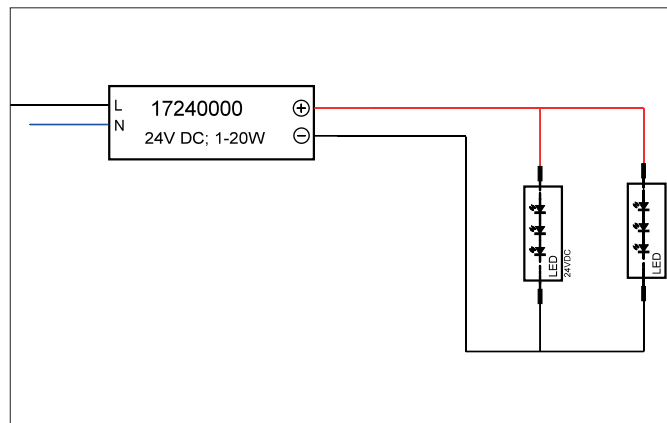 L
17240000
+
N
24V DC; 1-20W
−
LED
24VDC
LED